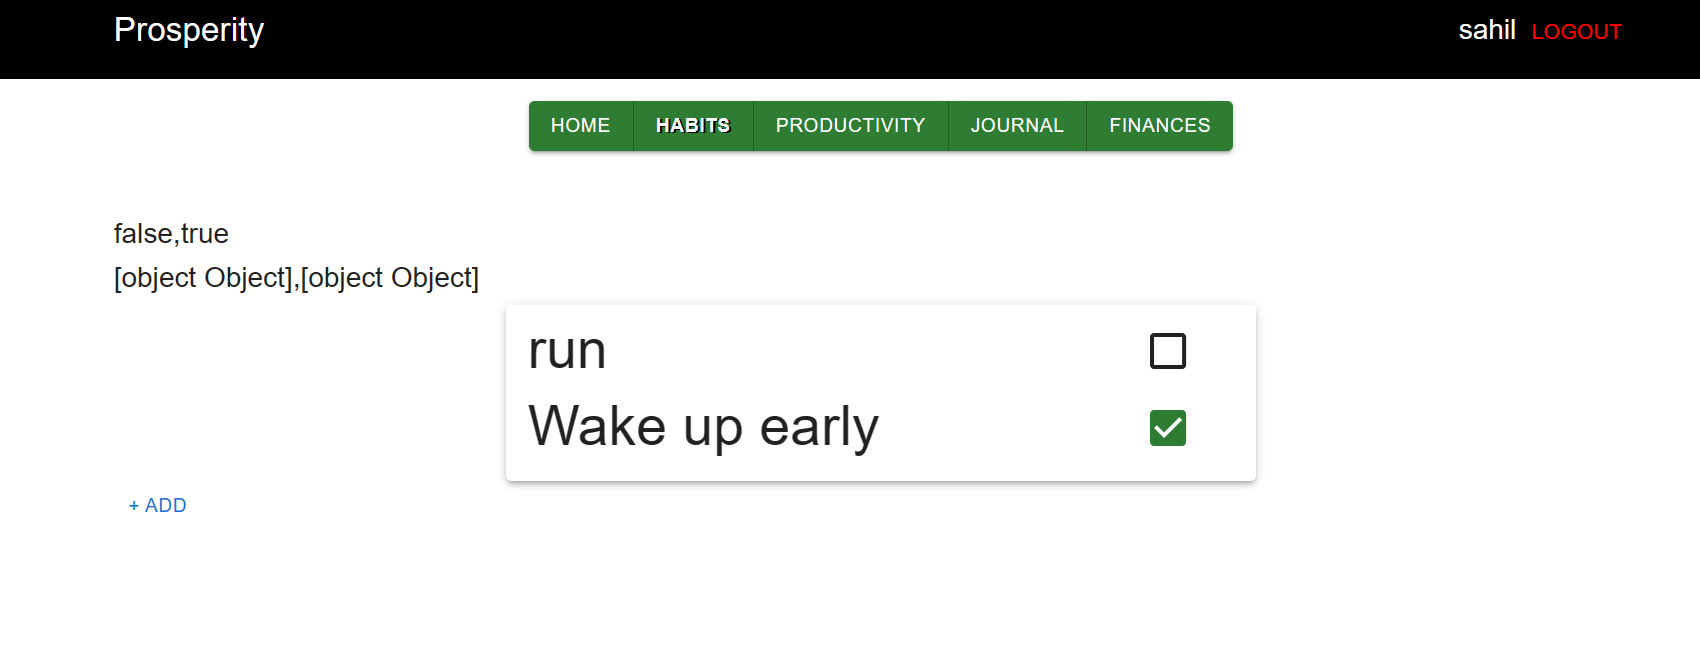 Prosperity
sahil LOGOUT
HOME HABITS PRODUCTIVITY JOURNAL FINANCES
false,true
[object Object],[object Object]
run
Wake up early
+ ADD